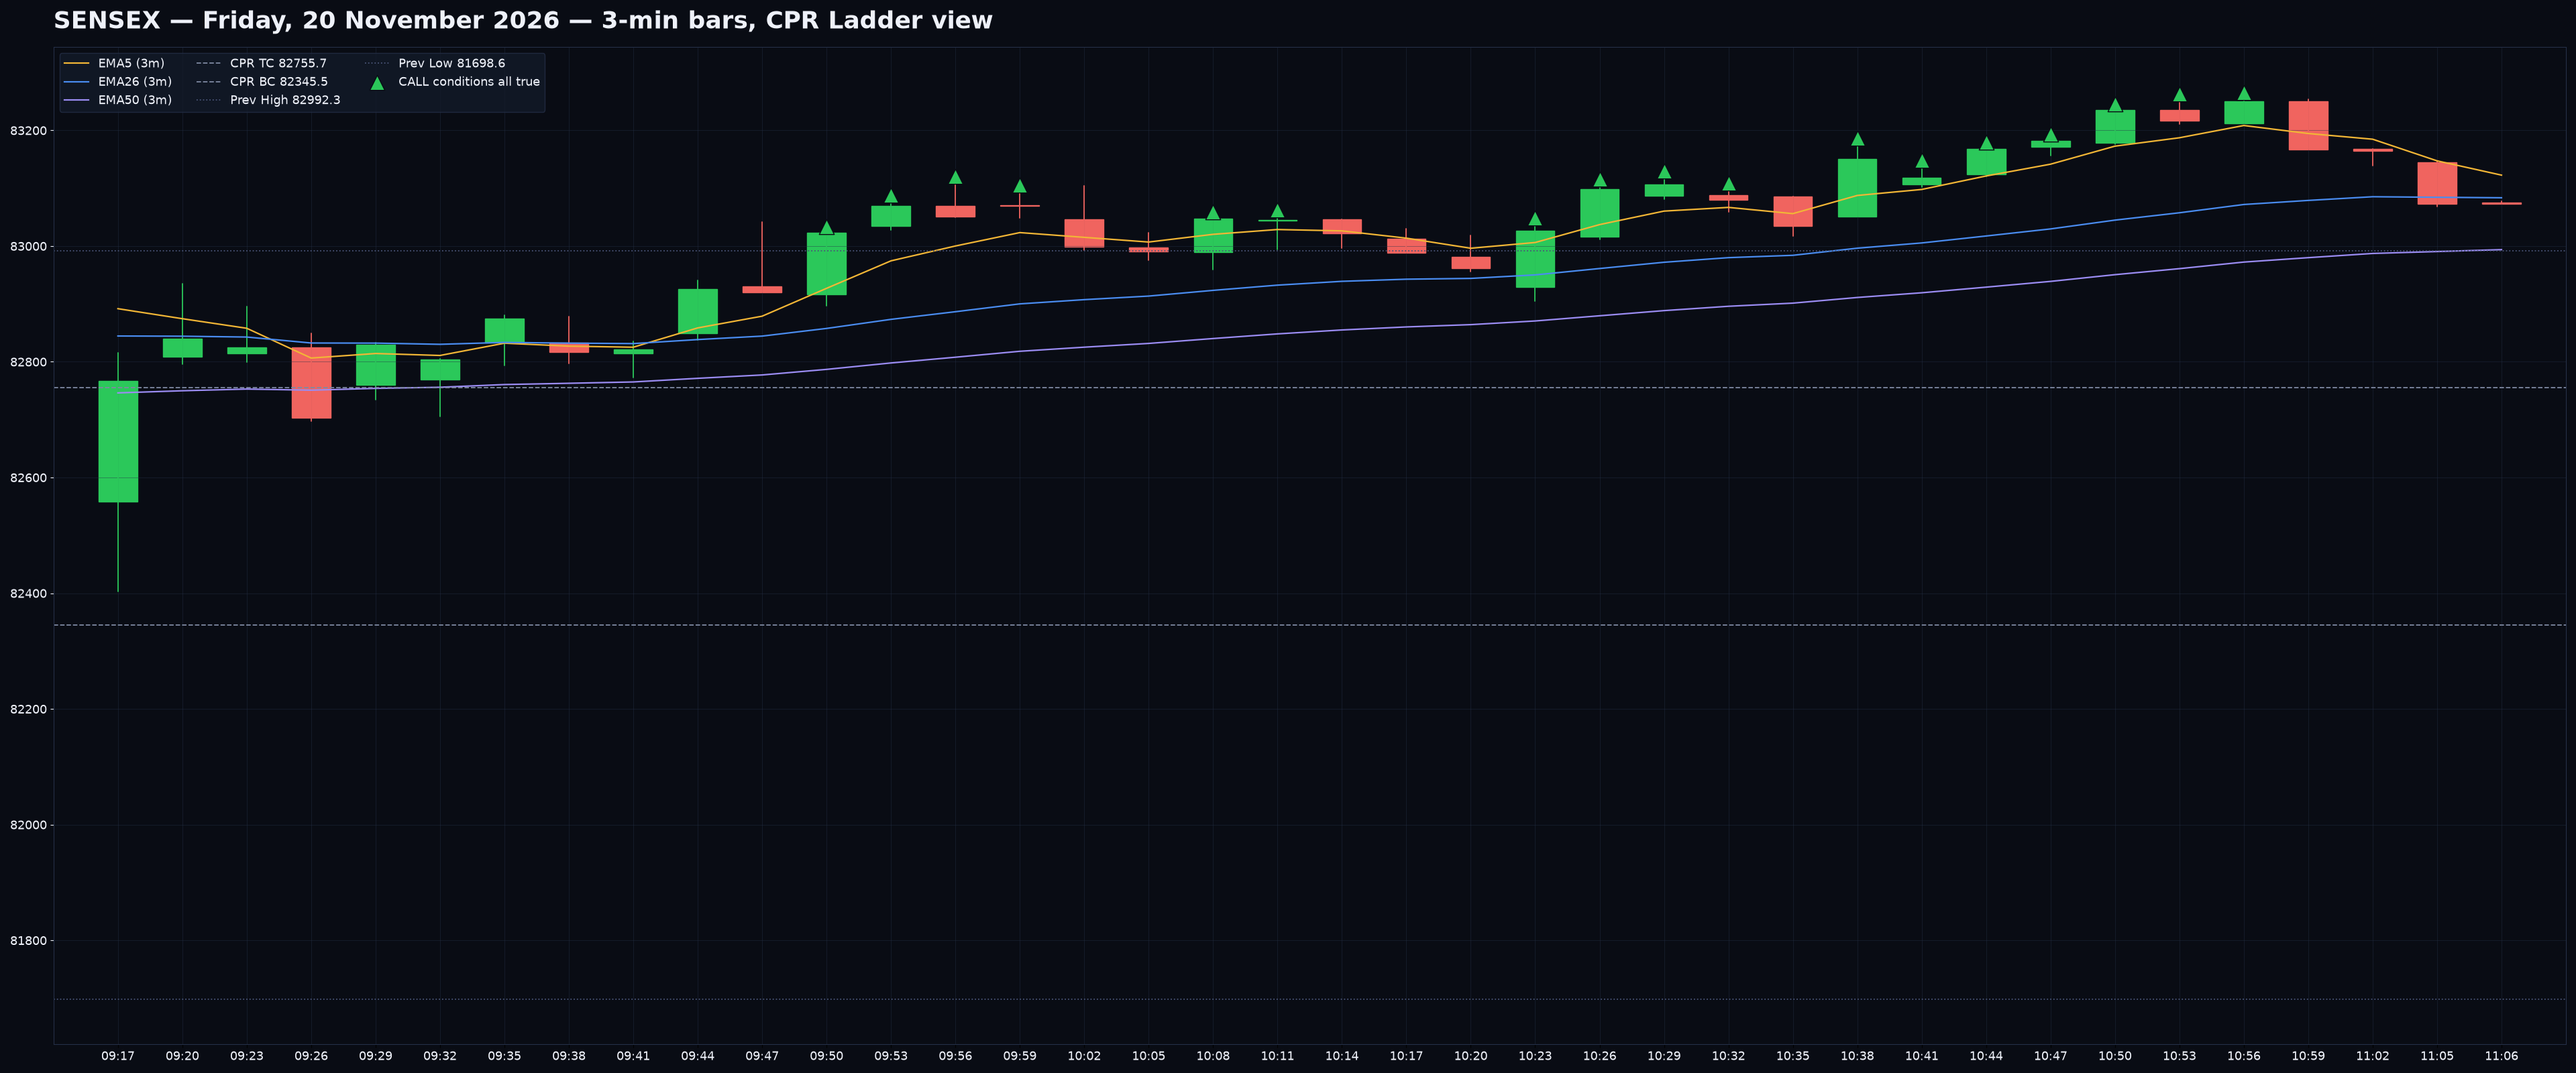 SENSEX — Friday, 20 November 2026 — 3-min bars, CPR Ladder view
EMA5 (3m)
EMA26 (3m)
EMA50 (3m)
CPR TC 82755.7
CPR BC 82345.5
Prev High 82992.3
Prev Low 81698.6
CALL conditions all true
83200
83000
82800
82600
82400
82200
82000
81800
09:17 09:20 09:23 09:26 09:29 09:32 09:35 09:38 09:41 09:44 09:47 09:50 09:53 09:56 09:59 10:02 10:05 10:08 10:11 10:14 10:17 10:20 10:23 10:26 10:29 10:32 10:35 10:38 10:41 10:44 10:47 10:50 10:53 10:56 10:59 11:02 11:05 11:06